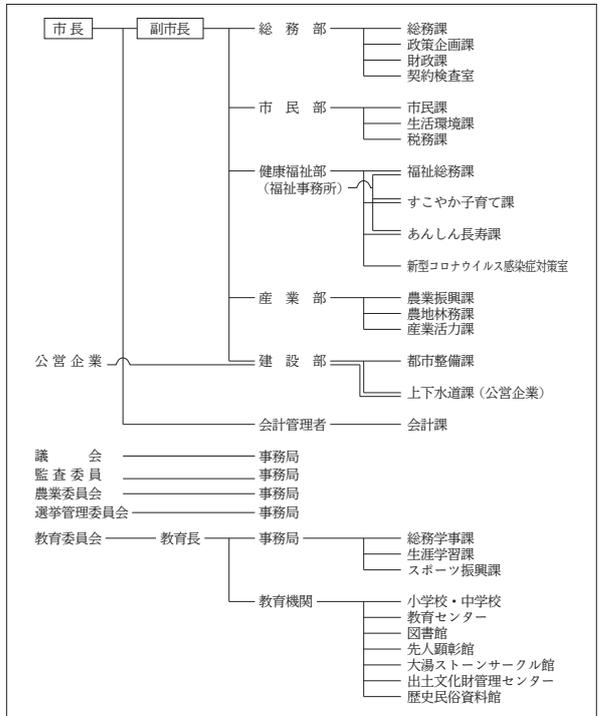 市長 副市長 総務部 総務課
政策企画課
財政課
契約検査室
市民部 市民課
生活環境課
税務課
健康福祉部 福祉総務課
（福祉事務所）
すこやか子育て課
あんしん長寿課
新型コロナウイルス感染症対策室
産業部 農業振興課
農地林務課
産業活力課
公営企業 建設部 都市整備課
上下水道課（公営企業）
会計管理者 会計課
議会 事務局
監査委員 事務局
農業委員会 事務局
選挙管理委員会 事務局
教育委員会 教育長 事務局 総務学事課
生涯学習課
スポーツ振興課
教育機関 小学校・中学校
教育センター
図書館
先人顕彰館
大湯ストーンサークル館
出土文化財管理センター
歴史民俗資料館